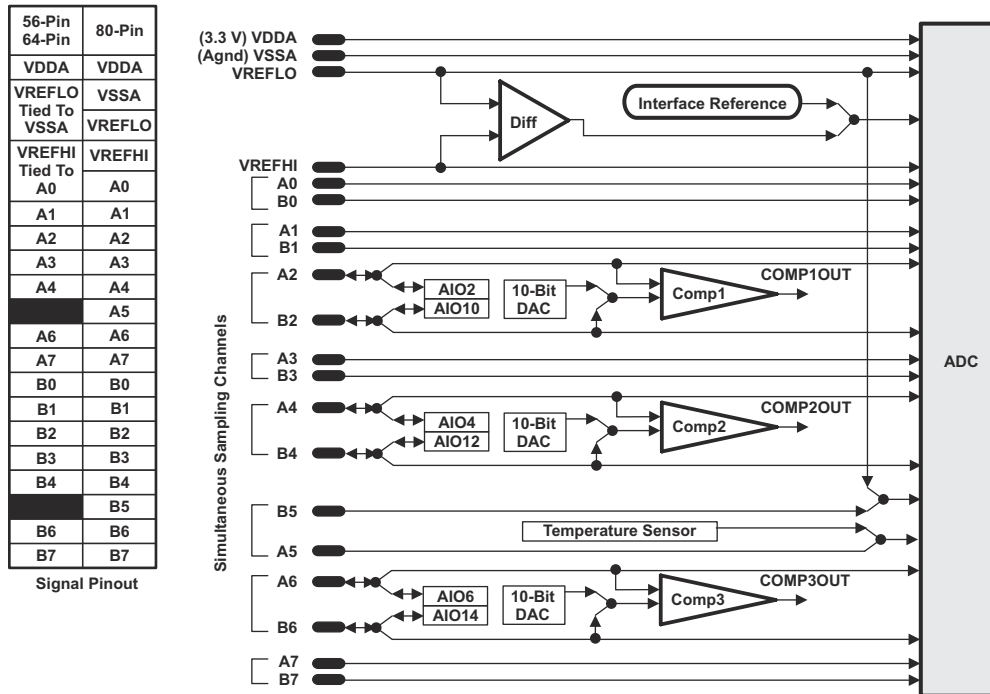 56-Pin
64-Pin
80-Pin
VDDA
VDDA
VREFLO
Tied To
VSSA
VSSA
VREFLO
VREFHI
Tied To
A0
VREFHI
A0
A1
A1
A2
A2
A3
A3
A4
A4
A5
A6
A6
A7
A7
B0
B0
B1
B1
B2
B2
B3
B3
B4
B4
B5
B6
B6
B7
B7
Signal Pinout
(3.3 V) VDDA
(Agnd) VSSA
VREFLO
Diff
Interface Reference
VREFHI
A0
B0
A1
B1
Simultaneous Sampling Channels
A2
B2
AIO2
AIO10
10-Bit
DAC
Comp1
COMP1OUT
A3
B3
A4
B4
AIO4
AIO12
10-Bit
DAC
Comp2
COMP2OUT
B5
Temperature Sensor
A5
A6
B6
AIO6
AIO14
10-Bit
DAC
Comp3
COMP3OUT
A7
B7
ADC